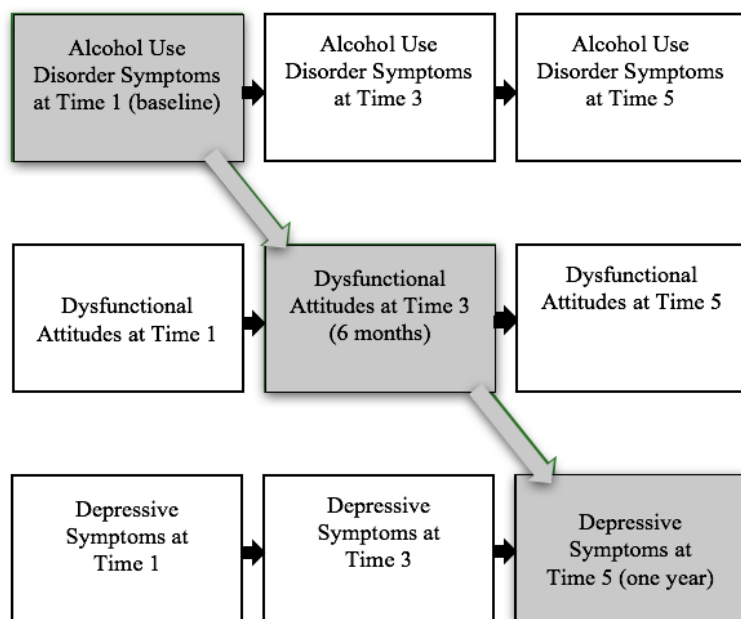 Alcohol Use
Disorder Symptoms
at Time 1 (baseline)
Alcohol Use
Disorder Symptoms
at Time 3
Alcohol Use
Disorder Symptoms
at Time 5
Dysfunctional
Attitudes at Time 1
Dysfunctional
Attitudes at Time 3
(6 months)
Dysfunctional
Attitudes at Time 5
Depressive
Symptoms at
Time 1
Depressive
Symptoms at
Time 3
Depressive
Symptoms at
Time 5 (one year)